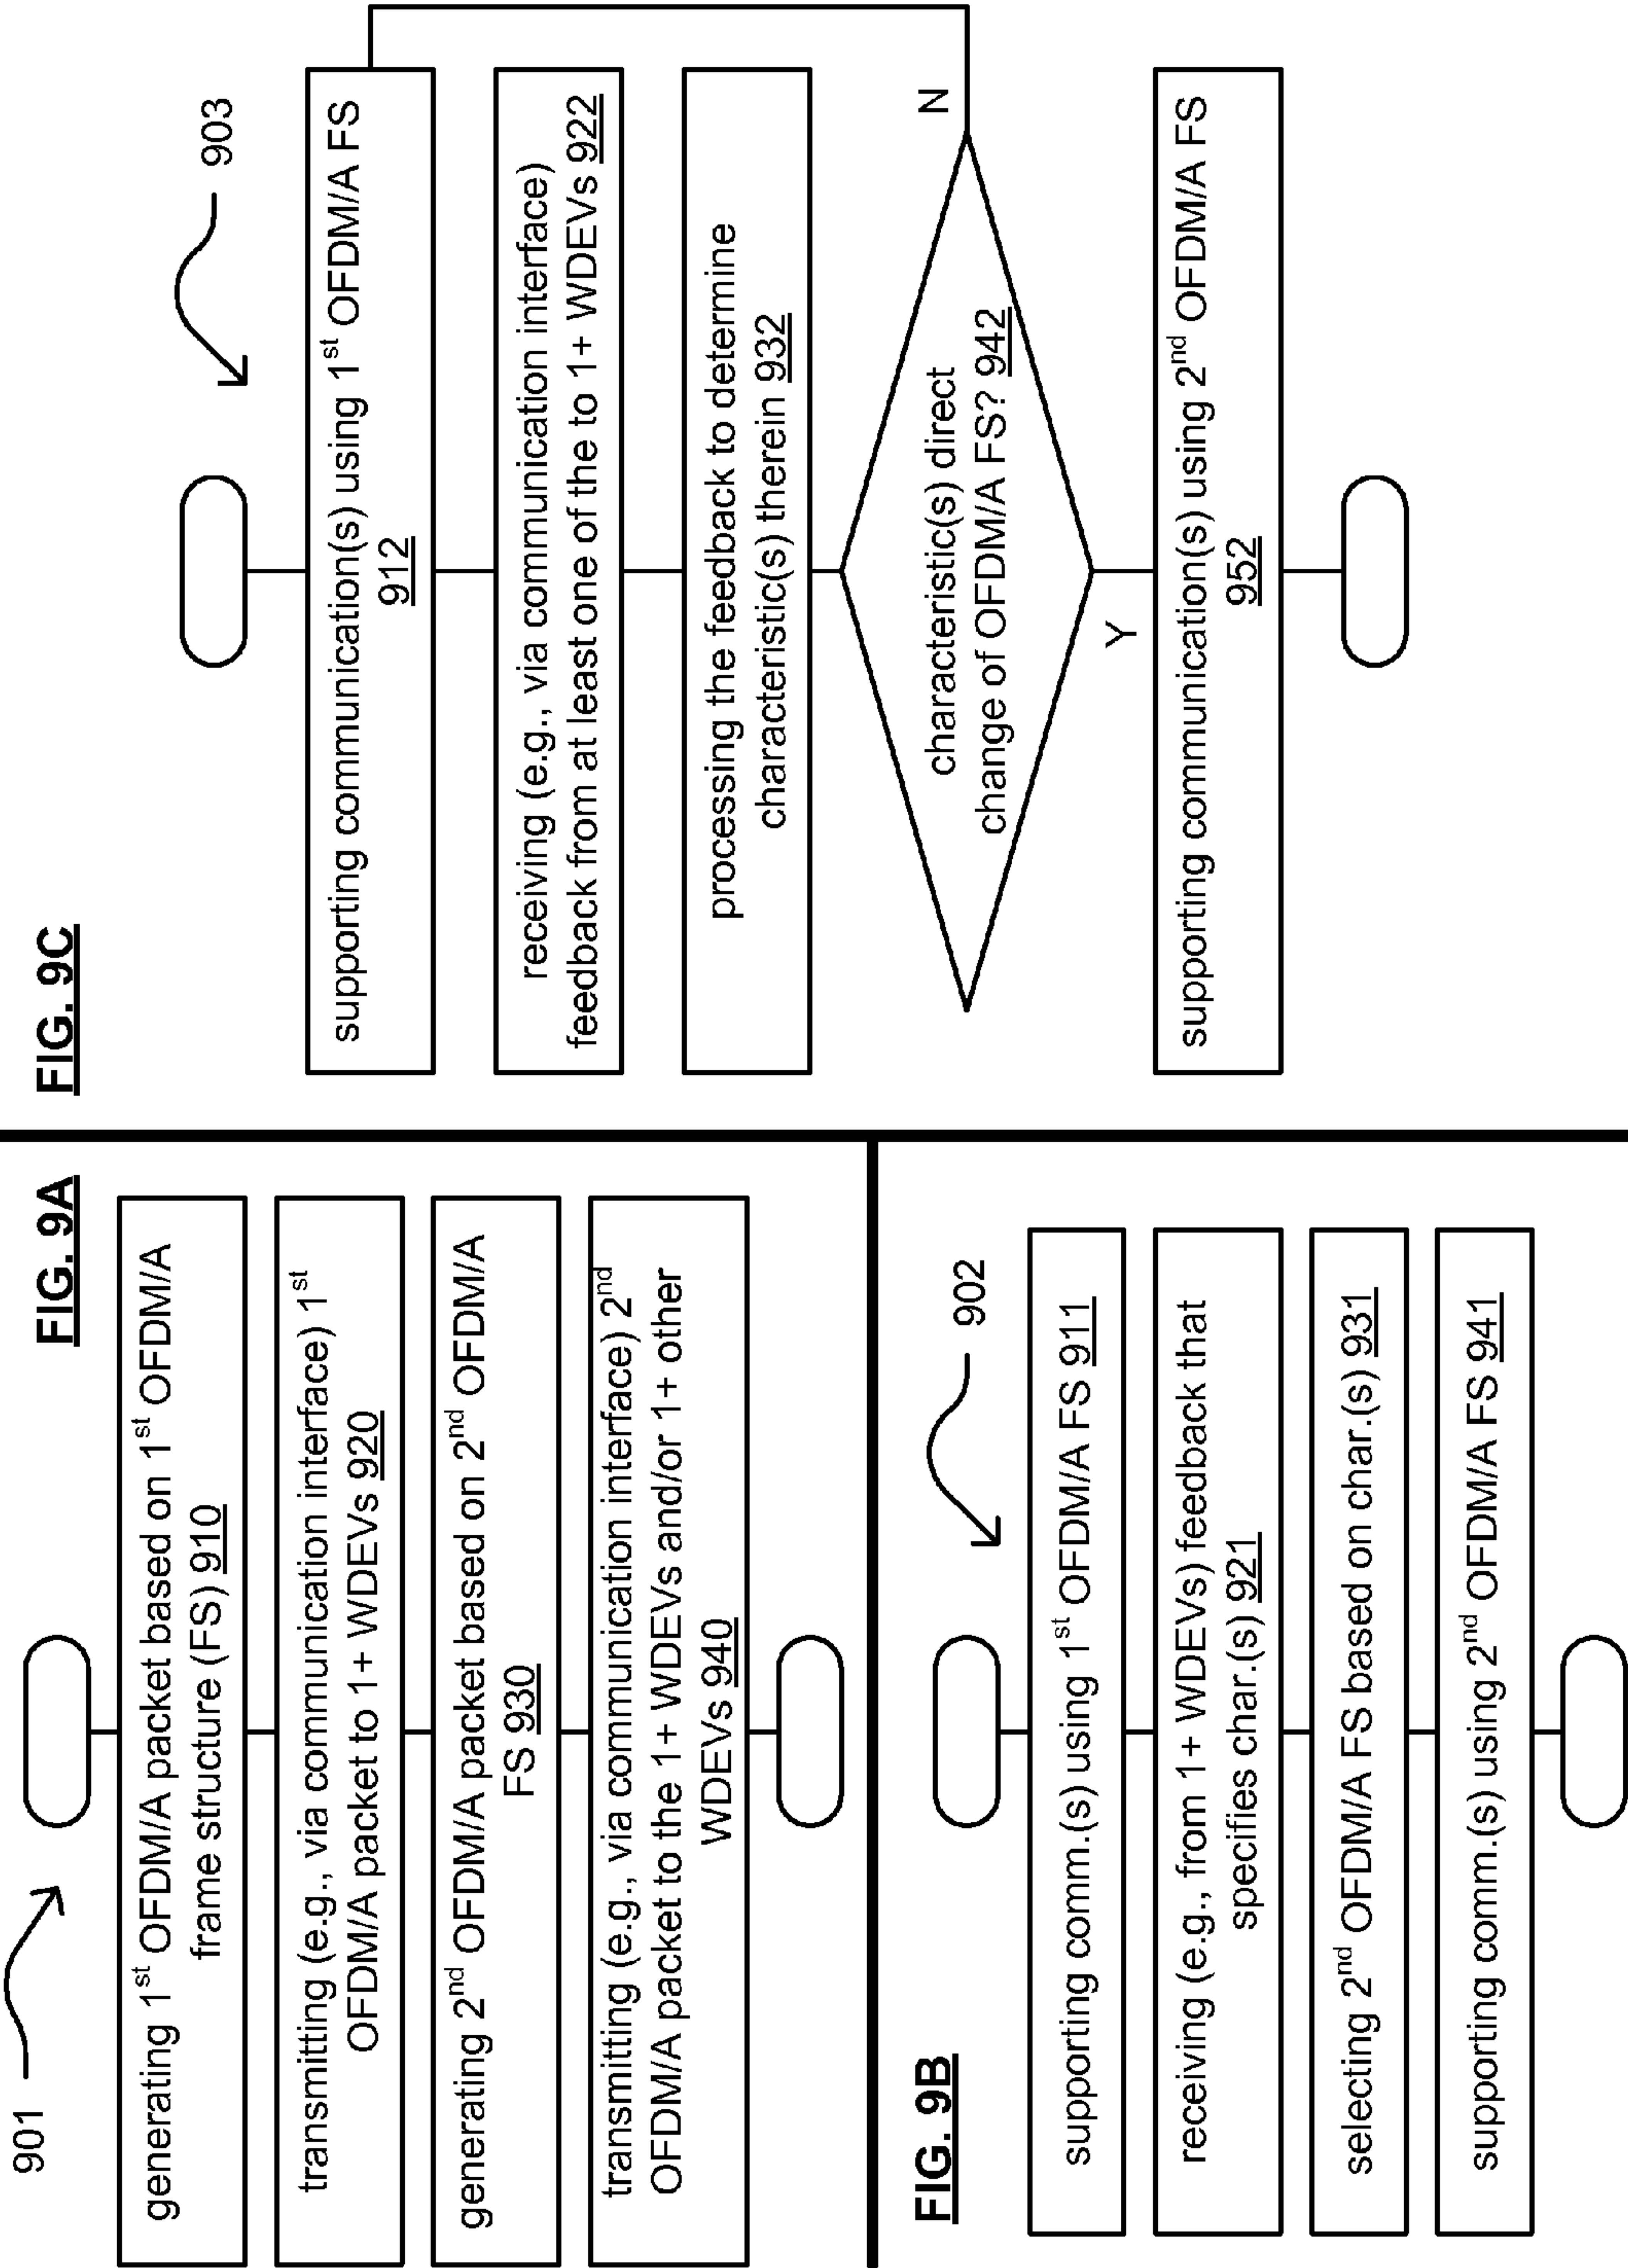 FIG. 9A
901
generating 1st OFDM/A packet based on 1st OFDM/A
frame structure (FS) 910
transmitting (e.g., via communication interface) 1st
OFDM/A packet to 1+ WDEVs 920
generating 2nd OFDM/A packet based on 2nd OFDM/A
FS 930
transmitting (e.g., via communication interface) 2nd
OFDM/A packet to the 1+ WDEVs and/or 1+ other
WDEVs 940
FIG. 9B
902
supporting comm.(s) using 1st OFDM/A FS 911
receiving (e.g., from 1+ WDEVs) feedback that
specifies char.(s) 921
selecting 2nd OFDM/A FS based on char.(s) 931
supporting comm.(s) using 2nd OFDM/A FS 941
FIG. 9C
903
supporting communication(s) using 1st OFDM/A FS
912
receiving (e.g., via communication interface)
feedback from at least one of the to 1+ WDEVs 922
processing the feedback to determine
characteristic(s) therein 932
characteristic(s) direct
change of OFDM/A FS? 942
N
Y
supporting communication(s) using 2nd OFDM/A FS
952